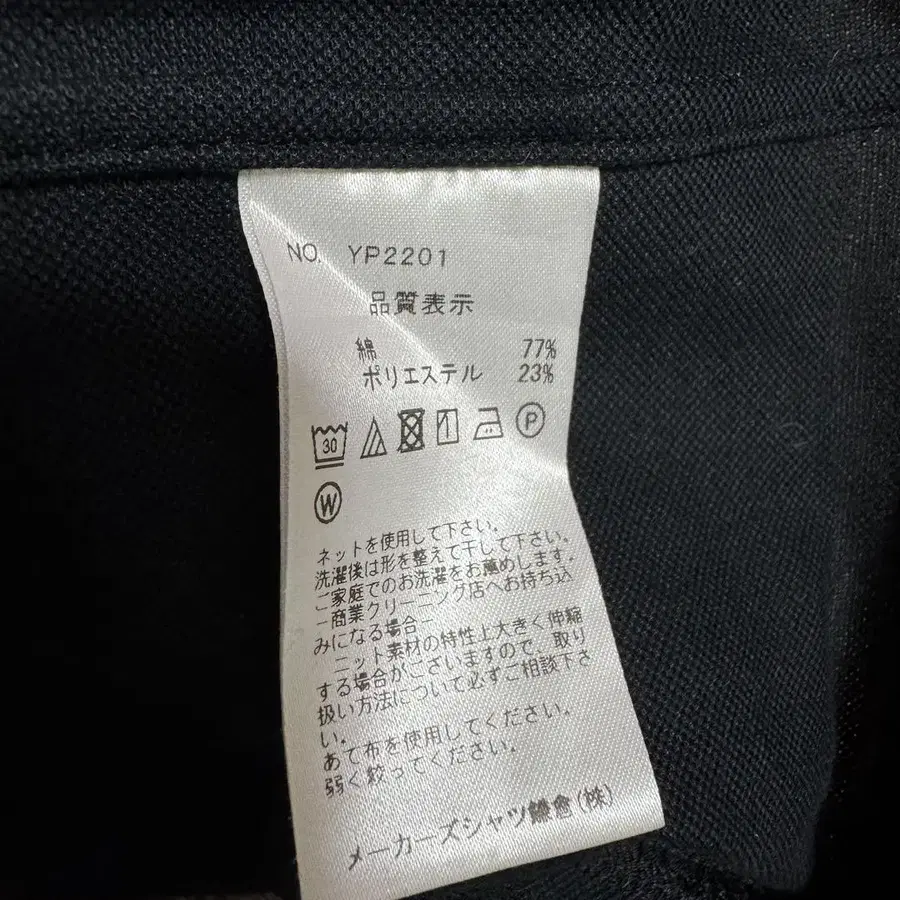 NO. YP2201
品質表示
綿 77%
ポリエステル 23%
30
P
W
ネットを使用して下さい。
洗濯後は形を整えて干して下さい。
ご家庭でのお洗濯をお薦めします。
－商業クリーニング店へお持ち込
みになる場合－
ニット素材の特性上大きく伸縮
する場合がございますので、取り
扱い方法について必ずご相談下さ
い。
あて布を使用してください。
弱く絞ってください。
メーカーズシャツ鎌倉(株)